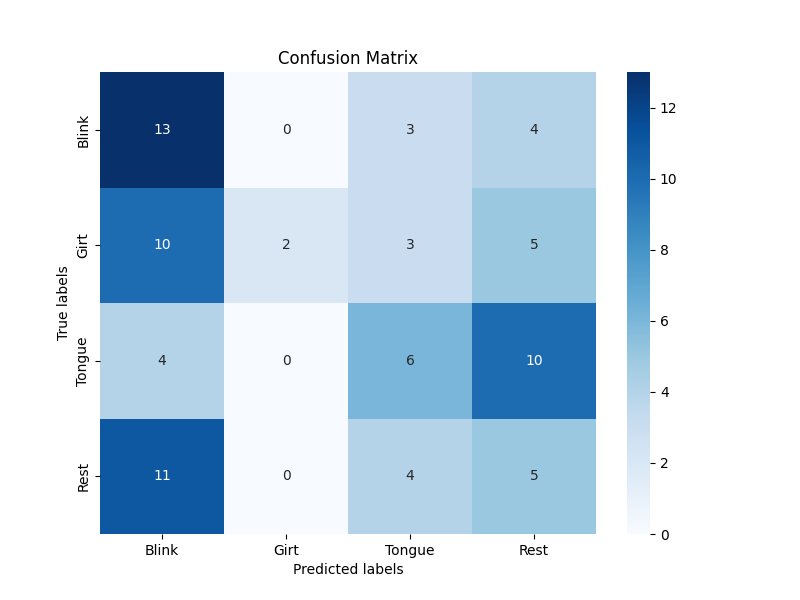 Confusion Matrix
True labels
Blink 13 0 3 4
Girt 10 2 3 5
Tongue 4 0 6 10
Rest 11 0 4 5
Blink Girt Tongue Rest
Predicted labels
12
10
8
6
4
2
0